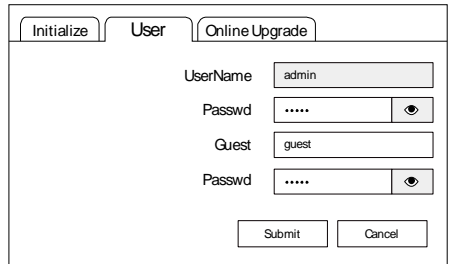 Initialize User Online Upgrade
UserName admin
Passwd •••••
Guest guest
Passwd •••••
Submit Cancel